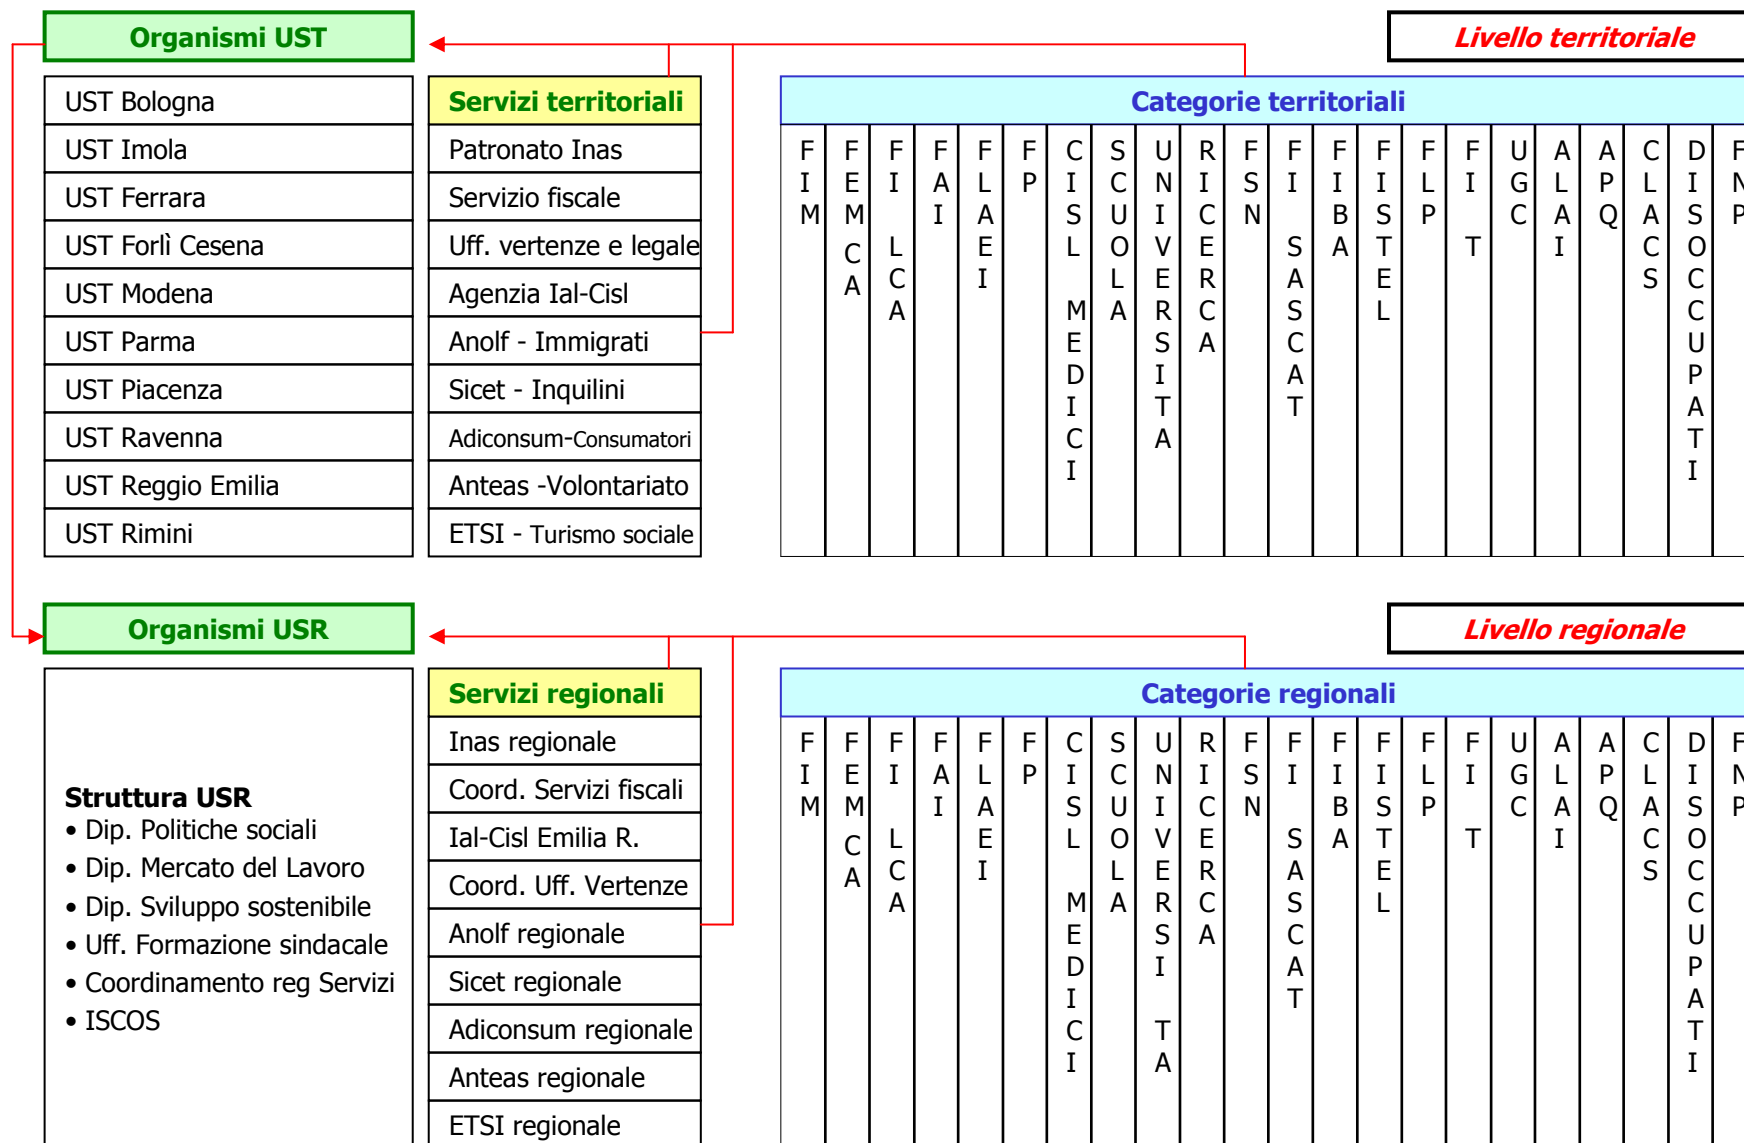 Organismi UST
Livello territoriale
UST Bologna
UST Imola
UST Ferrara
UST Forlì Cesena
UST Modena
UST Parma
UST Piacenza
UST Ravenna
UST Reggio Emilia
UST Rimini
Servizi territoriali
Patronato Inas
Servizio fiscale
Uff. vertenze e legale
Agenzia Ial-Cisl
Anolf - Immigrati
Sicet - Inquilini
Adiconsum-Consumatori
Anteas -Volontariato
ETSI - Turismo sociale
Categorie territoriali
FIM
FEMCA
FI LCA
FAI
FLAEI
FP
CISL MEDICI
SCUOLA
UNIVERSITA
RICERCA
FSN
FI SASCAT
FIBA
FISTEL
FLP
FI T
UGC
ALAI
APQ
CLACS
DISOCCUPATI
FNP
Organismi USR
Livello regionale
Struttura USR
• Dip. Politiche sociali
• Dip. Mercato del Lavoro
• Dip. Sviluppo sostenibile
• Uff. Formazione sindacale
• Coordinamento reg Servizi
• ISCOS
Servizi regionali
Inas regionale
Coord. Servizi fiscali
Ial-Cisl Emilia R.
Coord. Uff. Vertenze
Anolf regionale
Sicet regionale
Adiconsum regionale
Anteas regionale
ETSI regionale
Categorie regionali
FIM
FEMCA
FI LCA
FAI
FLAEI
FP
CISL MEDICI
SCUOLA
UNIVERSI TA
RICERCA
FSN
FI SASCAT
FIBA
FISTEL
FLP
FI T
UGC
ALAI
APQ
CLACS
DISOCCUPATI
FNP